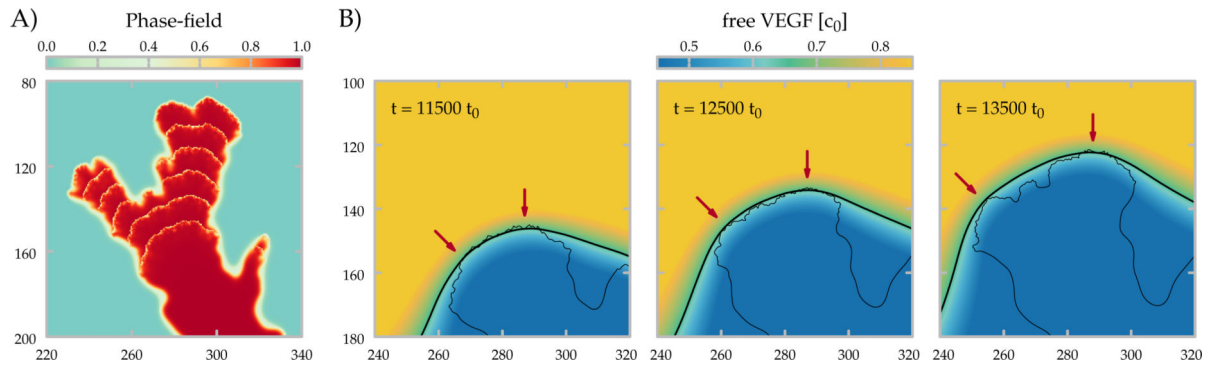 A)
Phase-field
0.0 0.2 0.4 0.6 0.8 1.0
80
120
160
200
220 260 300 340
B)
free VEGF [c₀]
0.5 0.6 0.7 0.8
100
120
140
160
180
t = 11500 t₀
240 260 280 300 320
t = 12500 t₀
240 260 280 300 320
t = 13500 t₀
240 260 280 300 320